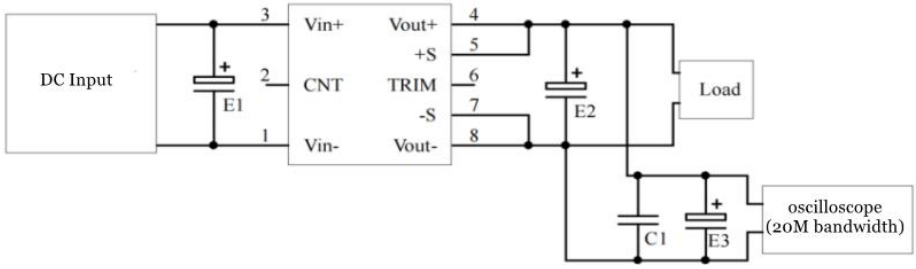 DC Input
+
E1
3
2
1
Vin+
CNT
Vin-
Vout+
+S
TRIM
-S
Vout-
4
5
6
7
8
+
E2
Load
C1
+
E3
oscilloscope
(20M bandwidth)